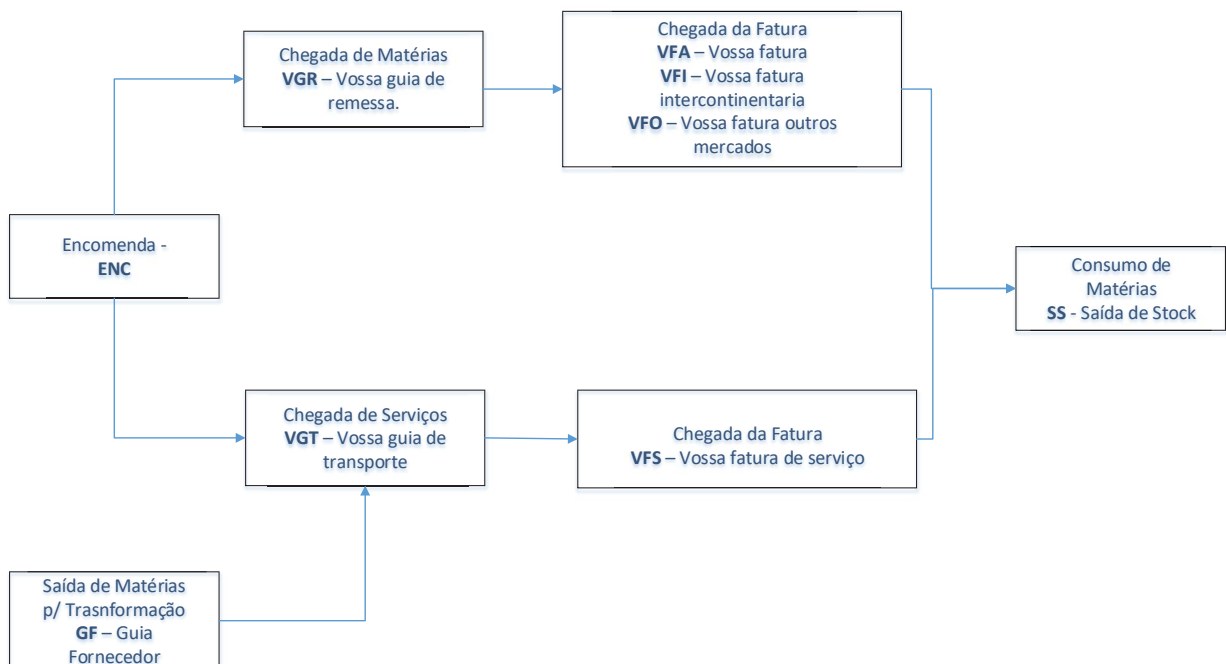 Chegada de Matérias
VGR – Vossa guia de
remessa.
Chegada da Fatura
VFA – Vossa fatura
VFI – Vossa fatura
intercontinentaria
VFO – Vossa fatura outros
mercados
Encomenda -
ENC
Consumo de
Matérias
SS - Saída de Stock
Chegada de Serviços
VGT – Vossa guia de
transporte
Chegada da Fatura
VFS – Vossa fatura de serviço
Saída de Matérias
p/ Trasnformação
GF – Guia
Fornecedor